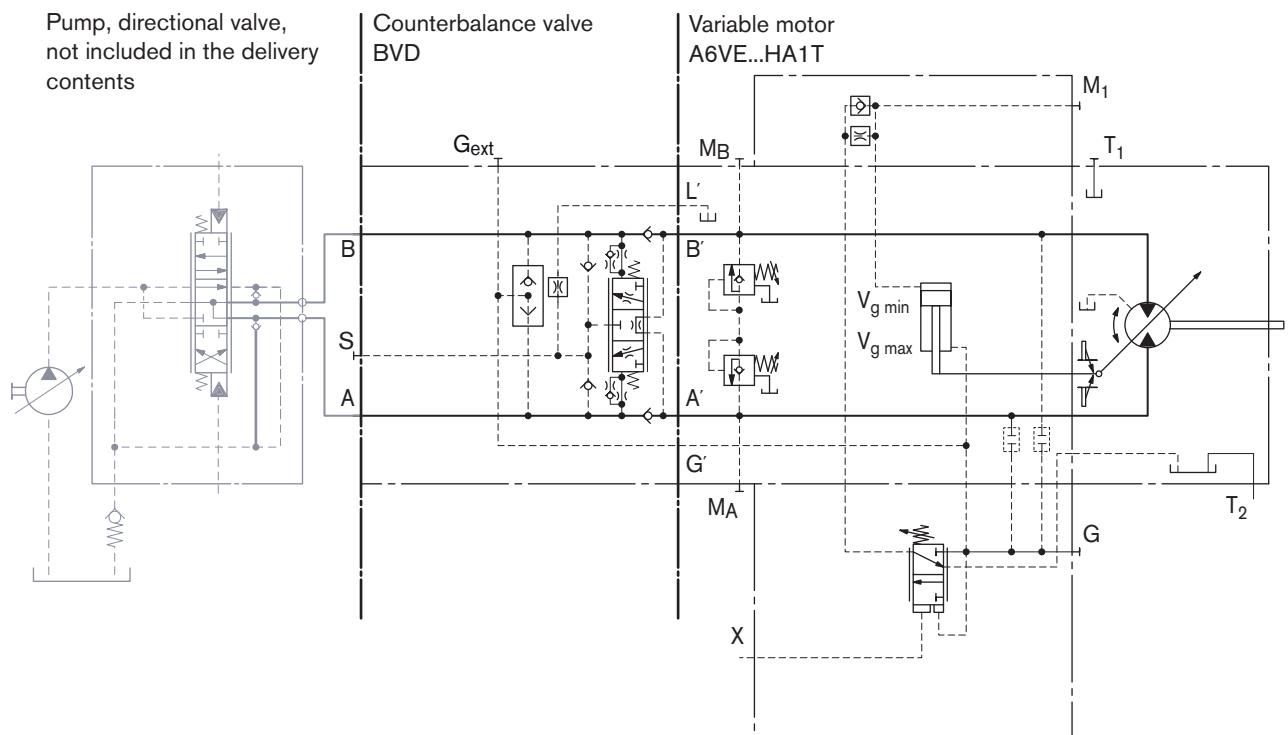 Pump, directional valve,
not included in the delivery
contents
Counterbalance valve
BVD
Variable motor
A6VE...HA1T
M1
Gext
MB
T1
L′
B
B′
Vg min
Vg max
S
A
A′
G′
MA
T2
G
X